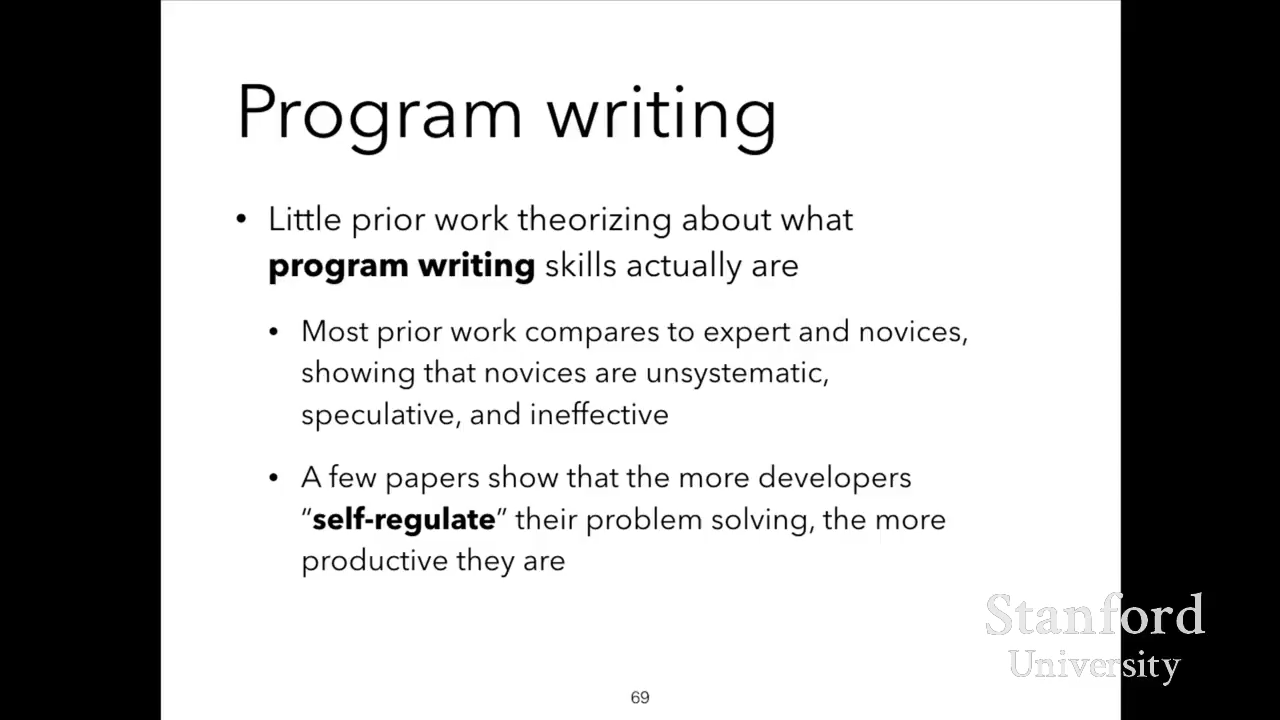 Program writing
• Little prior work theorizing about what
program writing skills actually are
• Most prior work compares to expert and novices,
showing that novices are unsystematic,
speculative, and ineffective
• A few papers show that the more developers
“self-regulate” their problem solving, the more
productive they are
Stanford
University
69